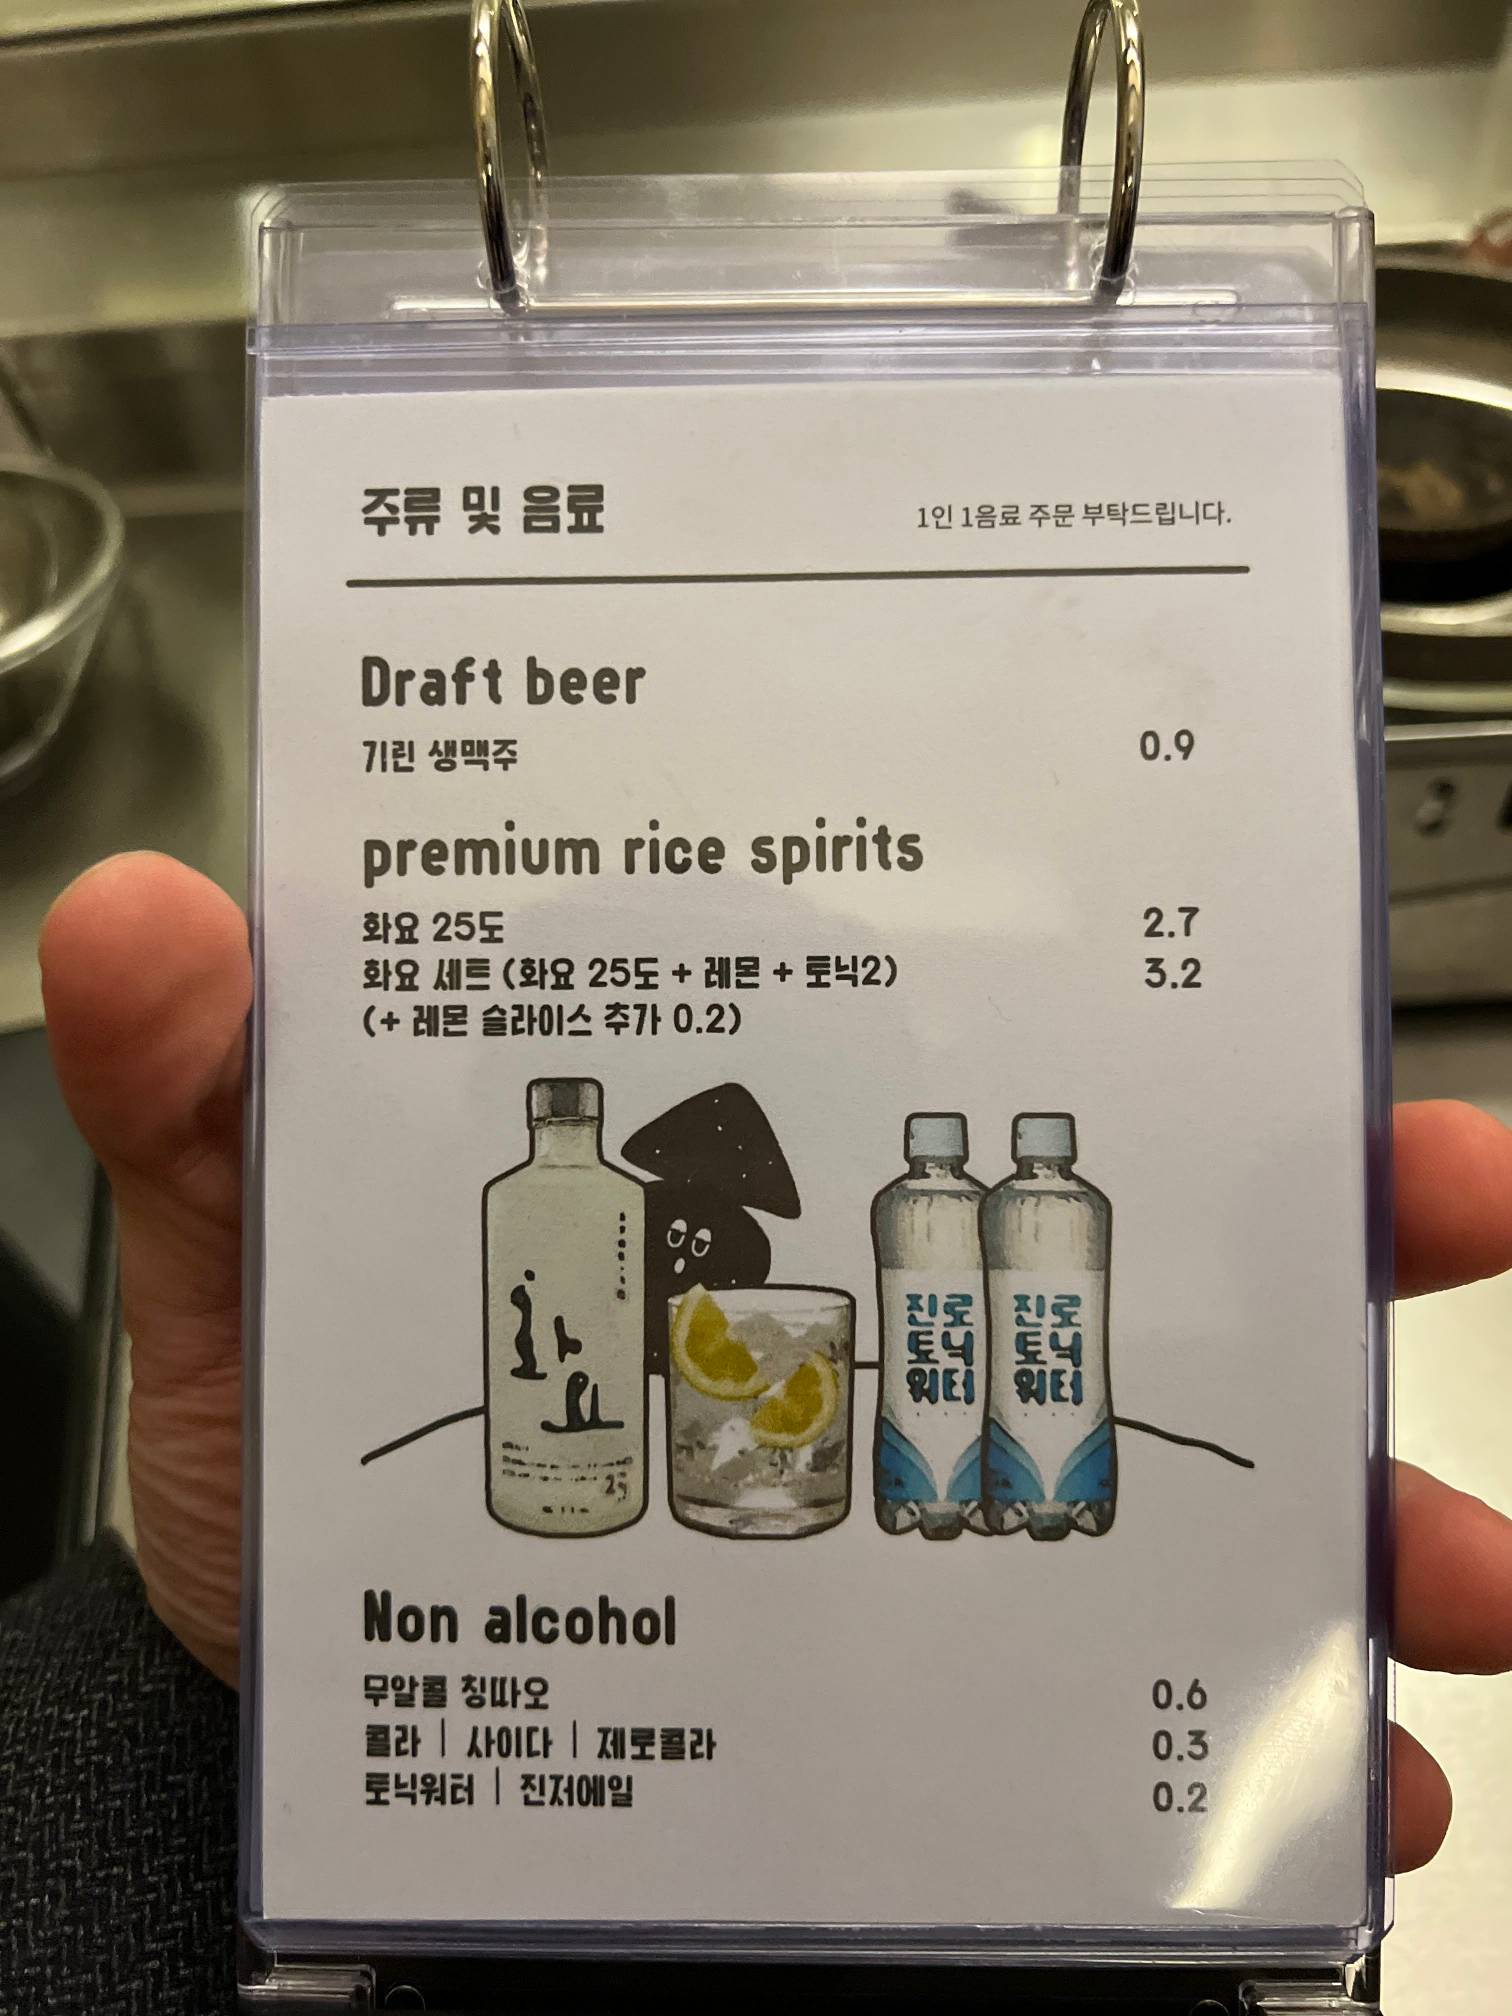 주류 및 음료
1인 1음료 주문 부탁드립니다.
Draft beer
기린 생맥주 0.9
premium rice spirits
화요 25도 2.7
화요 세트 (화요 25도 + 레몬 + 토닉2) 3.2
(+ 레몬 슬라이스 추가 0.2)
화요
25
진로
토닉
워터
진로
토닉
워터
Non alcohol
무알콜 칭따오 0.6
콜라 | 사이다 | 제로콜라 0.3
토닉워터 | 진저에일 0.2